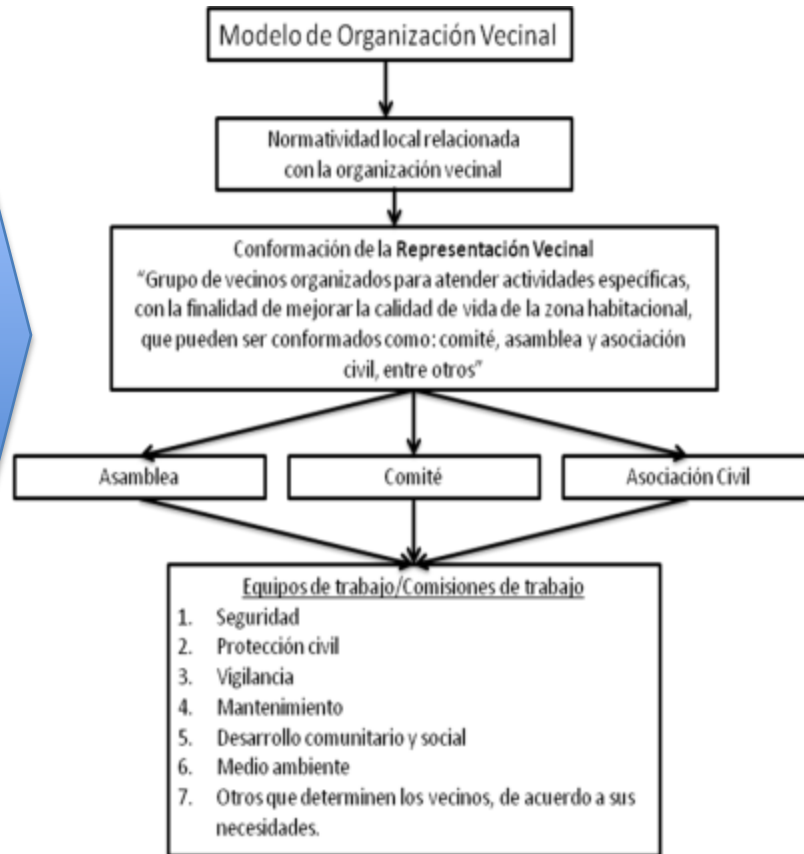 Modelo de Organización Vecinal
Normatividad local relacionada
con la organización vecinal
Conformación de la Representación Vecinal
“Grupo de vecinos organizados para atender actividades específicas,
con la finalidad de mejorar la calidad de vida de la zona habitacional,
que pueden ser conformados como: comité, asamblea y asociación
civil, entre otros”
Asamblea
Comité
Asociación Civil
Equipos de trabajo/Comisiones de trabajo
1. Seguridad
2. Protección civil
3. Vigilancia
4. Mantenimiento
5. Desarrollo comunitario y social
6. Medio ambiente
7. Otros que determinen los vecinos, de acuerdo a sus
necesidades.